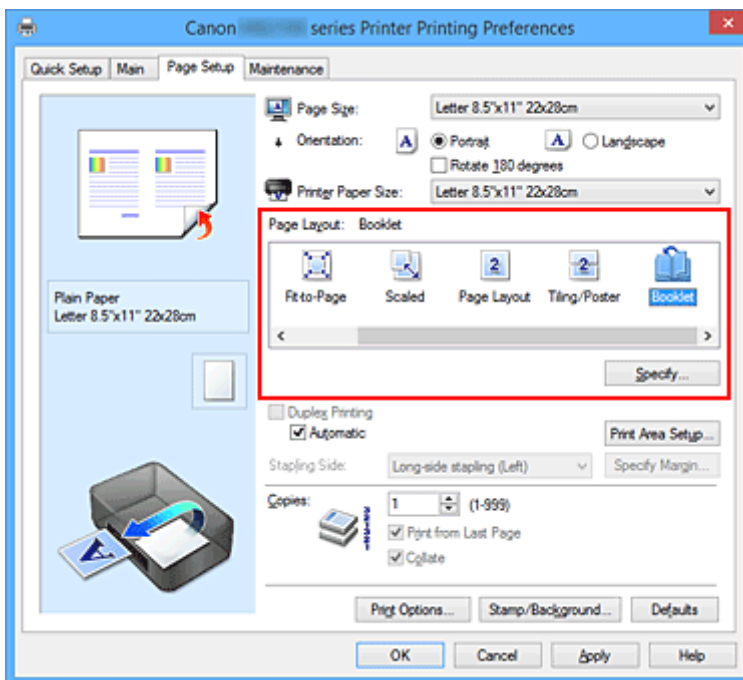 Canon series Printer Printing Preferences
Quick Setup Main Page Setup Maintenance
Page Size: Letter 8.5"x11" 22x28cm
Orientation: A Portrait A Landscape
Rotate 180 degrees
Printer Paper Size: Letter 8.5"x11" 22x28cm
Page Layout: Booklet
Fit-to-Page Scaled Page Layout Tiling/Poster Booklet
Specify...
Plain Paper
Letter 8.5"x11" 22x28cm
Duplex Printing
Automatic
Print Area Setup...
Stapling Side: Long-side stapling (Left) Specify Margin...
Copies: 1 (1-999)
Print from Last Page
Collate
Print Options... Stamp/Background... Defaults
OK Cancel Apply Help